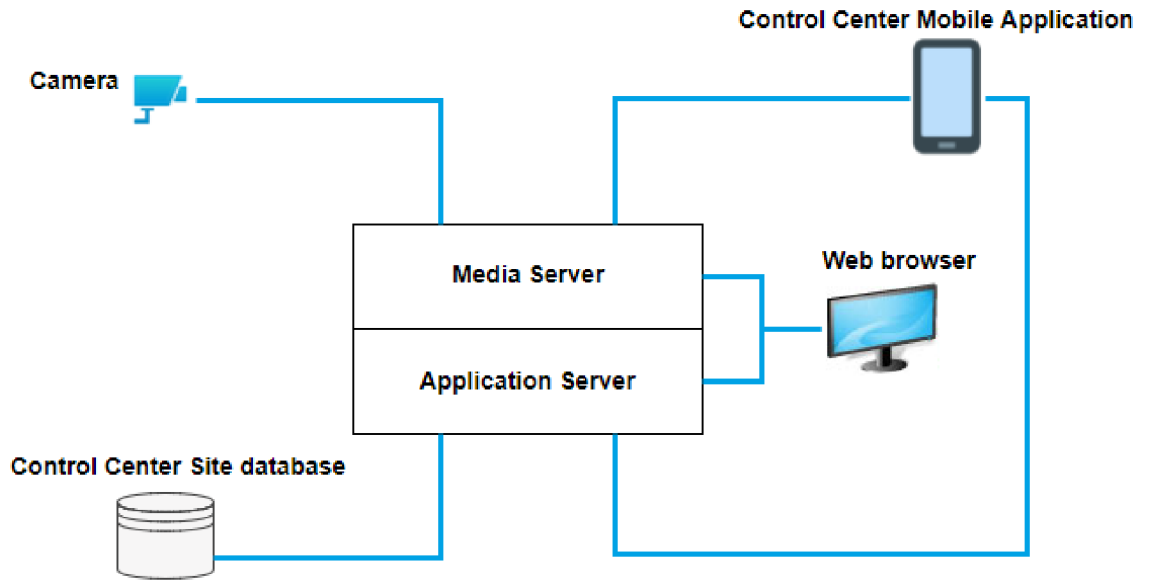 Control Center Mobile Application
Camera
Media Server
Web browser
Application Server
Control Center Site database